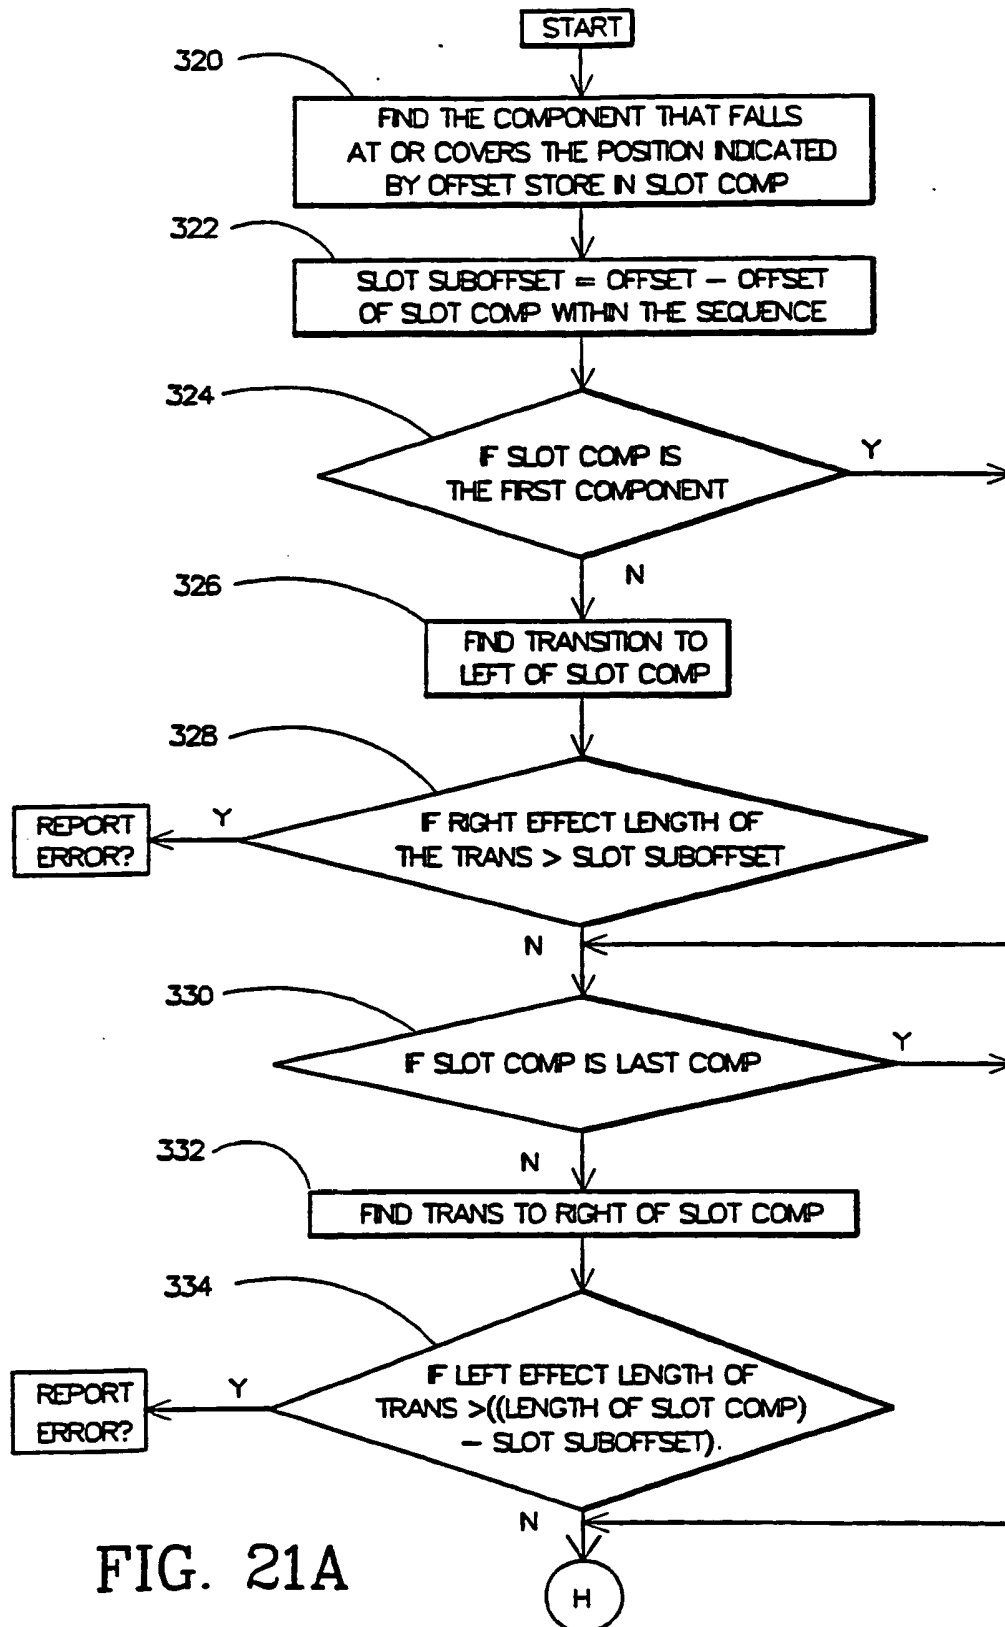 START
320
FIND THE COMPONENT THAT FALLS
AT OR COVERS THE POSITION INDICATED
BY OFFSET STORE IN SLOT COMP
322
SLOT SUBOFFSET = OFFSET - OFFSET
OF SLOT COMP WITHIN THE SEQUENCE
324
IF SLOT COMP IS
THE FIRST COMPONENT
Y
N
326
FIND TRANSITION TO
LEFT OF SLOT COMP
328
IF RIGHT EFFECT LENGTH OF
THE TRANS > SLOT SUBOFFSET
Y
REPORT
ERROR?
N
330
IF SLOT COMP IS LAST COMP
Y
N
332
FIND TRANS TO RIGHT OF SLOT COMP
334
IF LEFT EFFECT LENGTH OF
TRANS >((LENGTH OF SLOT COMP)
- SLOT SUBOFFSET).
Y
REPORT
ERROR?
N
H
FIG. 21A